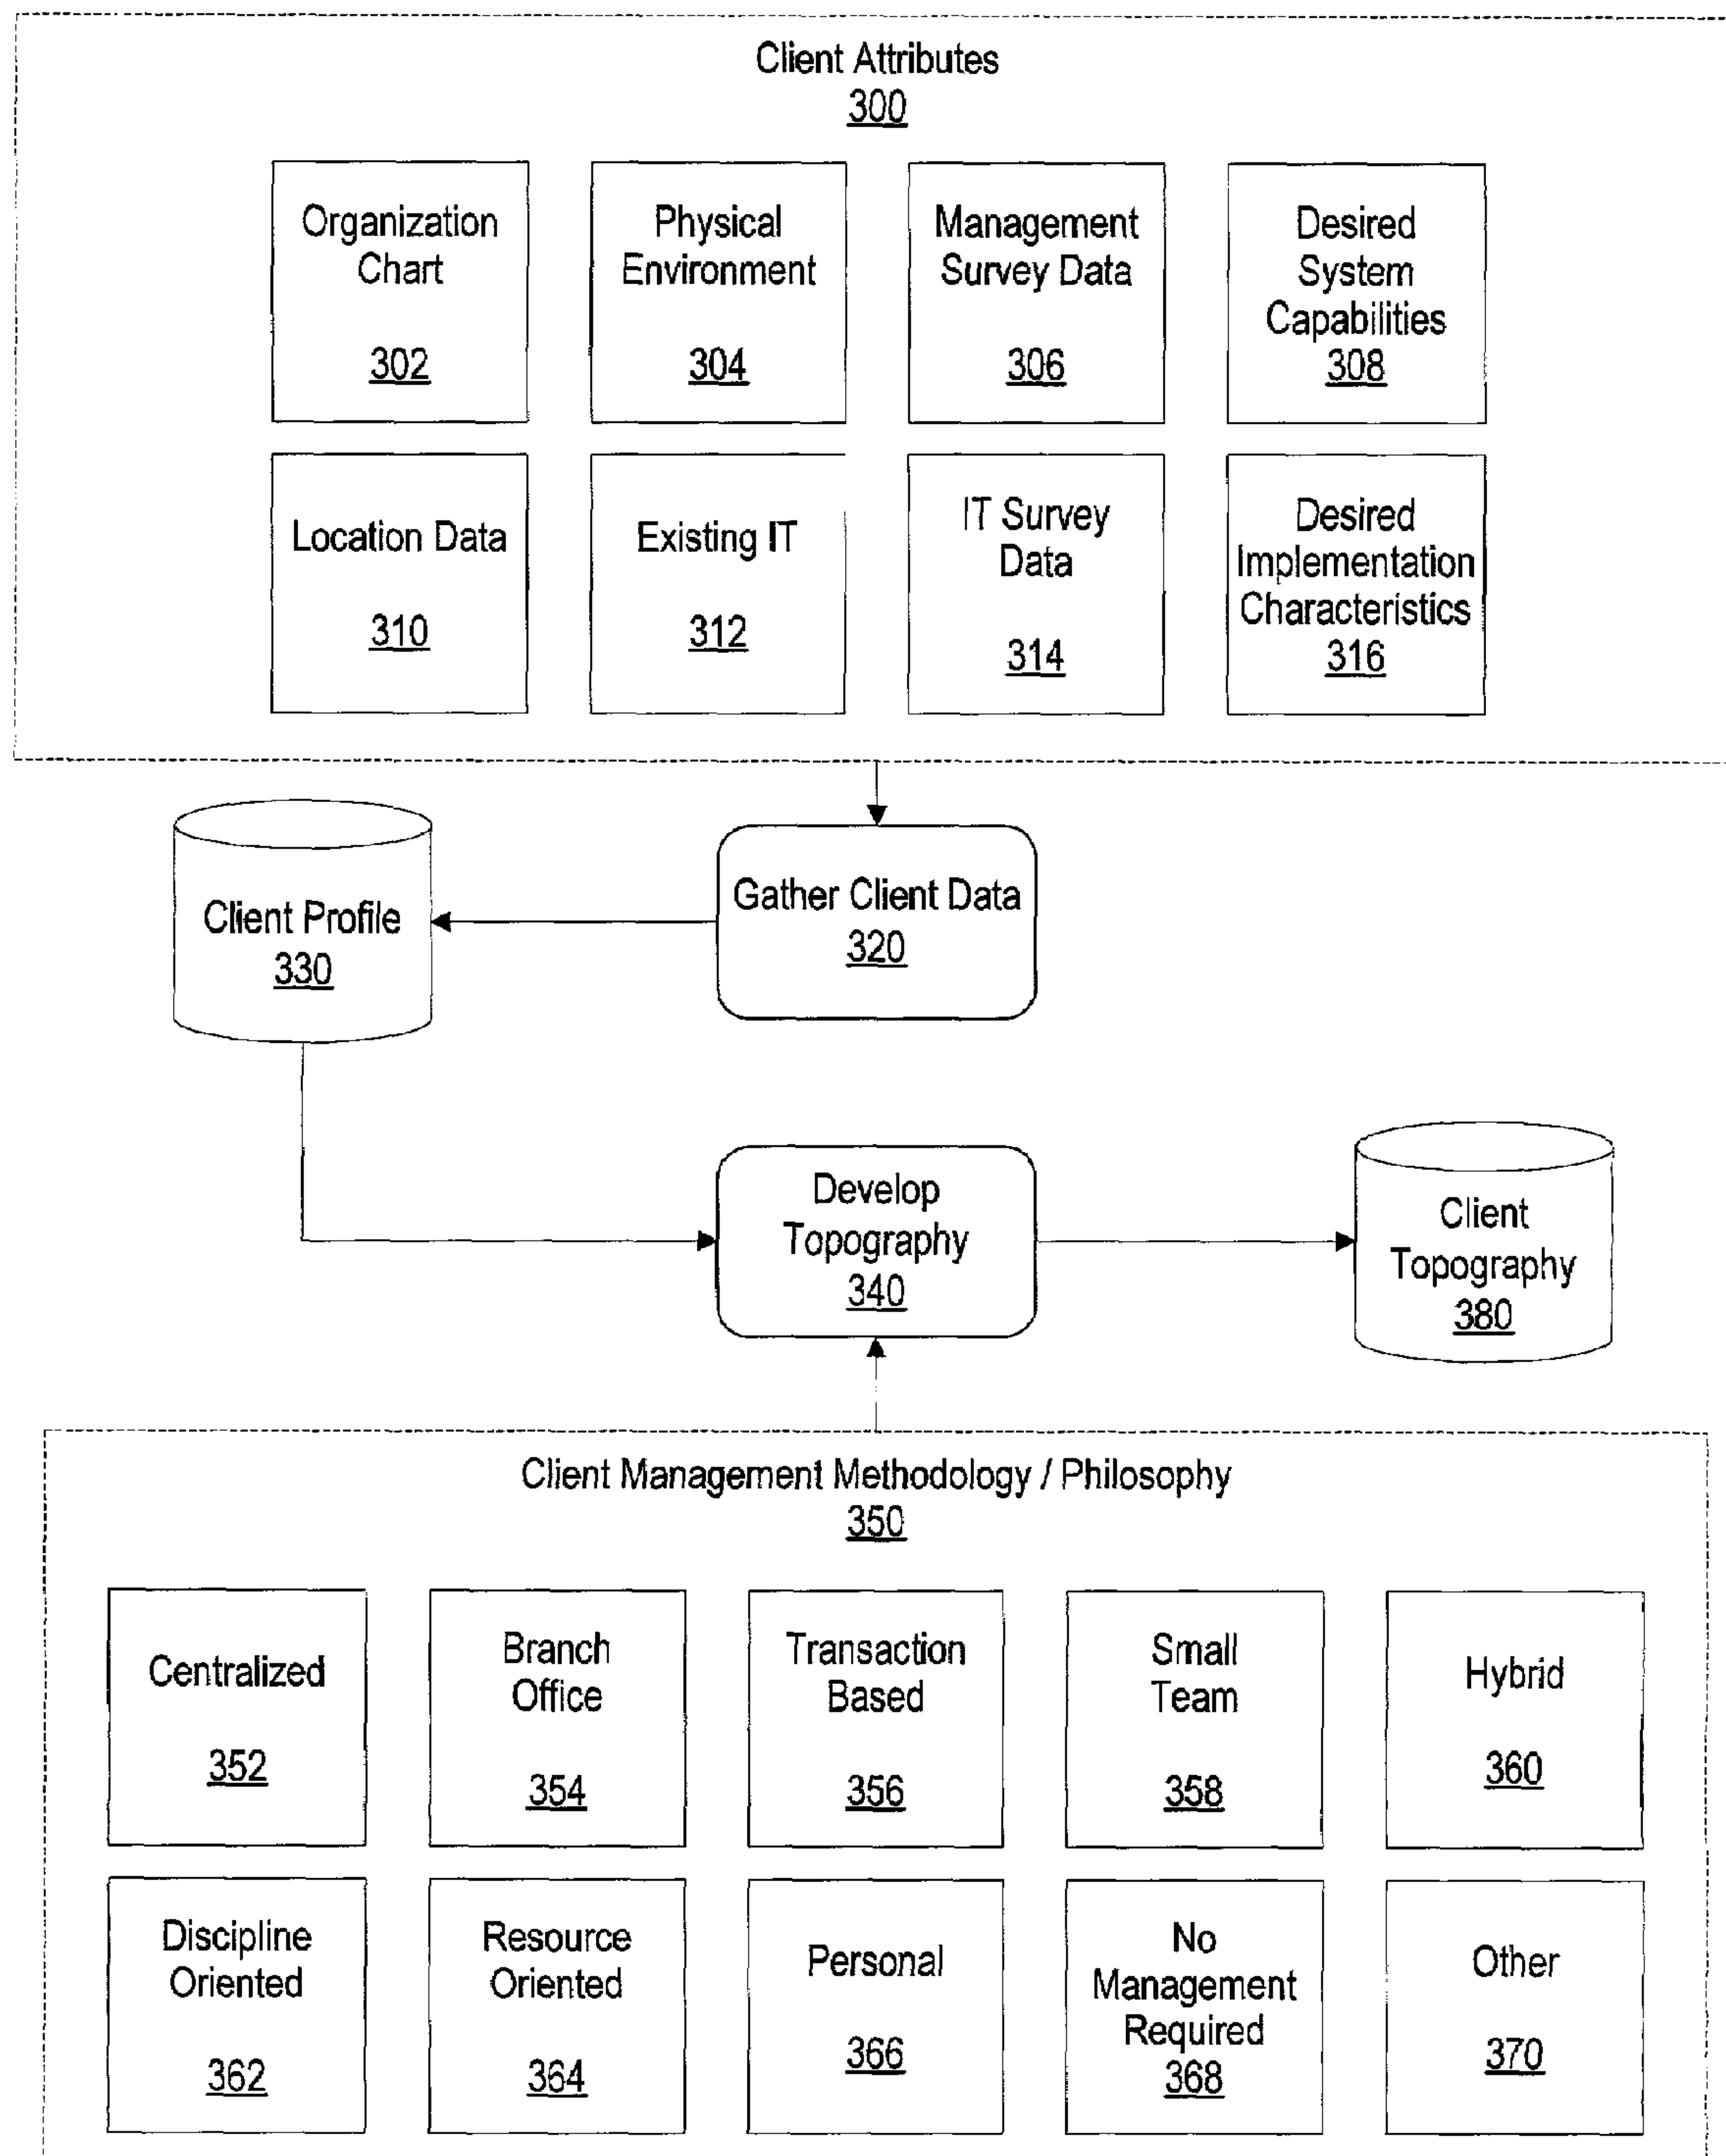 Client Attributes
300
Organization
Chart
302
Physical
Environment
304
Management
Survey Data
306
Desired
System
Capabilities
308
Location Data
310
Existing IT
312
IT Survey
Data
314
Desired
Implementation
Characteristics
316
Client Profile
330
Gather Client Data
320
Develop
Topography
340
Client
Topography
380
Client Management Methodology / Philosophy
350
Centralized
352
Branch
Office
354
Transaction
Based
356
Small
Team
358
Hybrid
360
Discipline
Oriented
362
Resource
Oriented
364
Personal
366
No
Management
Required
368
Other
370